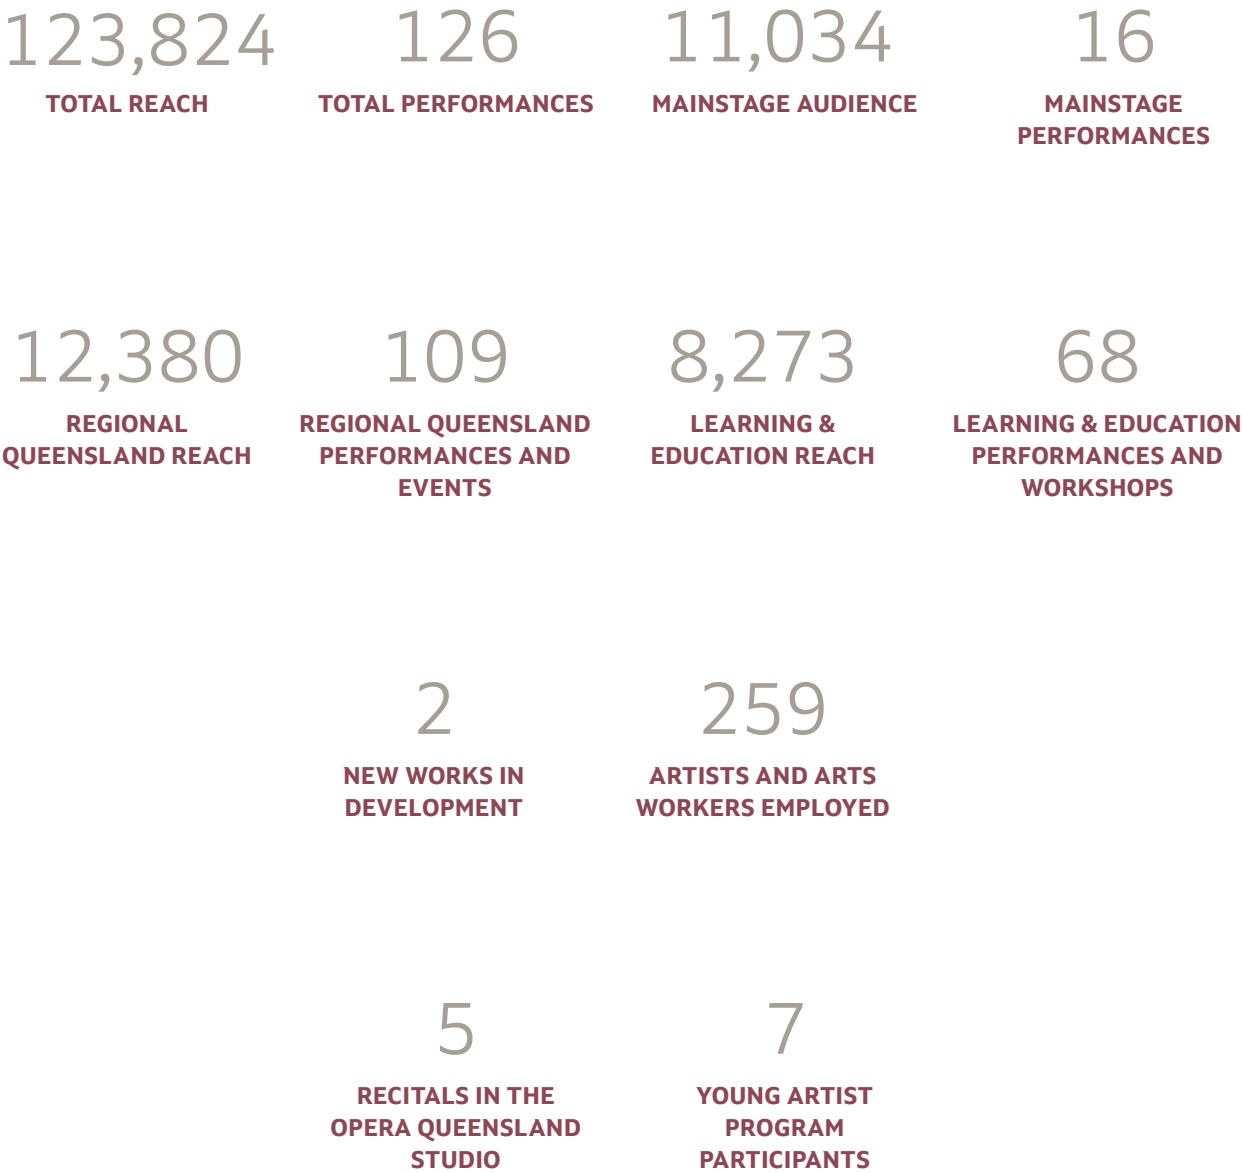 123,824
TOTAL REACH
126
TOTAL PERFORMANCES
11,034
MAINSTAGE AUDIENCE
16
MAINSTAGE
PERFORMANCES
12,380
REGIONAL
QUEENSLAND REACH
109
REGIONAL QUEENSLAND
PERFORMANCES AND
EVENTS
8,273
LEARNING &
EDUCATION REACH
68
LEARNING & EDUCATION
PERFORMANCES AND
WORKSHOPS
2
NEW WORKS IN
DEVELOPMENT
259
ARTISTS AND ARTS
WORKERS EMPLOYED
5
RECITALS IN THE
OPERA QUEENSLAND
STUDIO
7
YOUNG ARTIST
PROGRAM
PARTICIPANTS